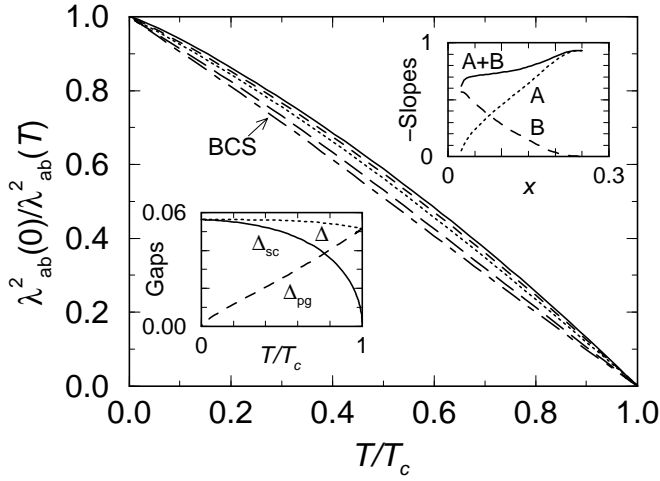 λ²ab(0)/λ²ab(T)
1.0
0.8
0.6
0.4
0.2
0.0
0.0
0.2
0.4
0.6
0.8
1.0
T/Tc
BCS
−Slopes
1
0
0
0.3
x
A+B
A
B
Gaps
0.06
0.00
0
1
T/Tc
Δsc
Δ
Δpg